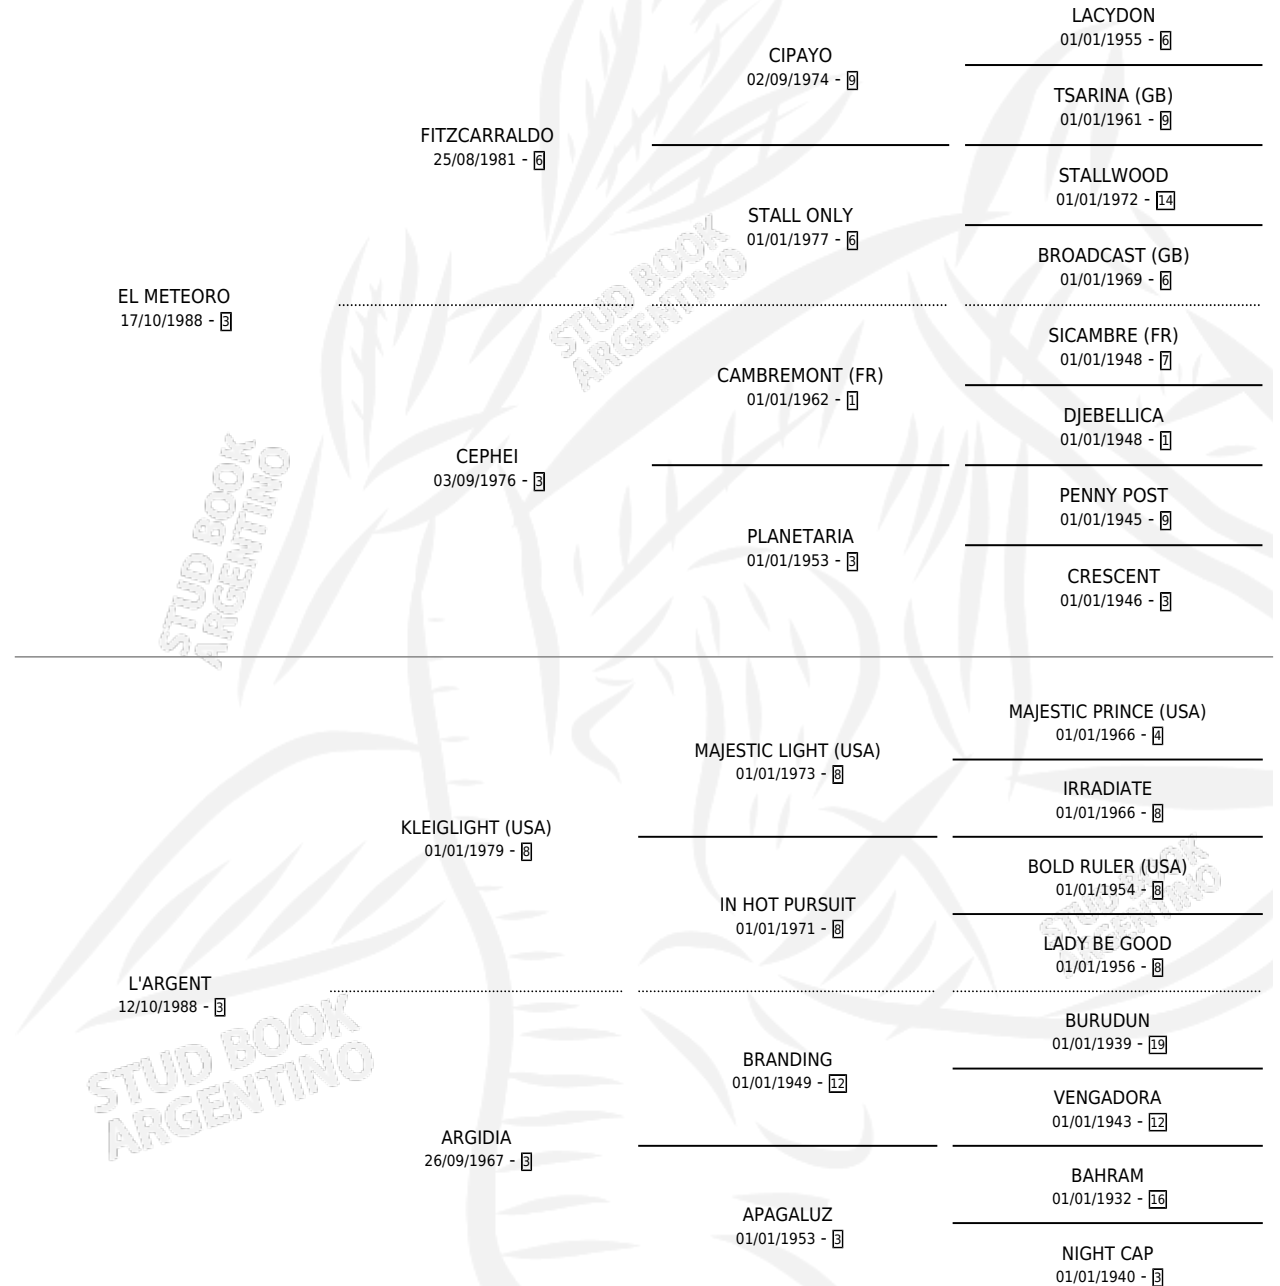 LACYDON
01/01/1955 - 6
CIPAYO
02/09/1974 - 9
TSARINA (GB)
01/01/1961 - 9
FITZCARRALDO
25/08/1981 - 6
STALLWOOD
01/01/1972 - 14
STALL ONLY
01/01/1977 - 6
BROADCAST (GB)
01/01/1969 - 6
EL METEORO
17/10/1988 - 3
SICAMBRE (FR)
01/01/1948 - 7
CAMBREMONT (FR)
01/01/1962 - 1
DJEBELLICA
01/01/1948 - 1
CEPHEI
03/09/1976 - 3
PENNY POST
01/01/1945 - 9
PLANETARIA
01/01/1953 - 3
CRESCENT
01/01/1946 - 3
STUD BOOK
ARGENTINO
STUD BOOK
ARGENTINO
MAJESTIC PRINCE (USA)
01/01/1966 - 4
MAJESTIC LIGHT (USA)
01/01/1973 - 8
IRRADIATE
01/01/1966 - 8
KLEIGLIGHT (USA)
01/01/1979 - 8
BOLD RULER (USA)
01/01/1954 - 8
IN HOT PURSUIT
01/01/1971 - 8
LADY BE GOOD
01/01/1956 - 8
L'ARGENT
12/10/1988 - 3
BURUDUN
01/01/1939 - 19
BRANDING
01/01/1949 - 12
VENGADORA
01/01/1943 - 12
ARGIDIA
26/09/1967 - 3
BAHRAM
01/01/1932 - 16
APAGALUZ
01/01/1953 - 3
NIGHT CAP
01/01/1940 - 3
STUD BOOK
ARGENTINO
STUD BOOK
ARGENTINO